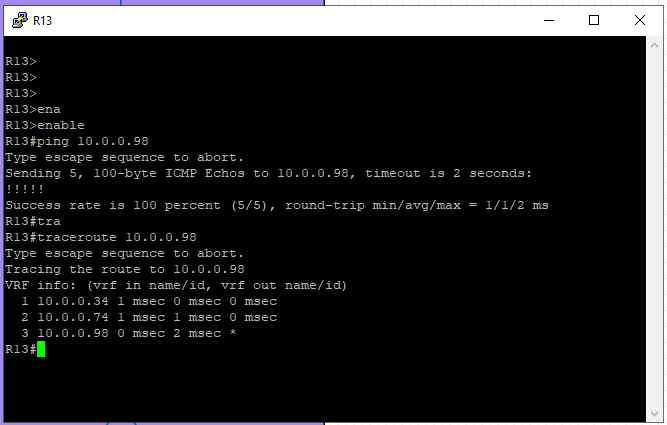 R13
R13>
R13>
R13>
R13>ena
R13>enable
R13#ping 10.0.0.98
Type escape sequence to abort.
Sending 5, 100-byte ICMP Echos to 10.0.0.98, timeout is 2 seconds:
!!!!!
Success rate is 100 percent (5/5), round-trip min/avg/max = 1/1/2 ms
R13#tra
R13#traceroute 10.0.0.98
Type escape sequence to abort.
Tracing the route to 10.0.0.98
VRF info: (vrf in name/id, vrf out name/id)
  1 10.0.0.34 1 msec 0 msec 0 msec
  2 10.0.0.74 1 msec 1 msec 0 msec
  3 10.0.0.98 0 msec 2 msec *
R13#